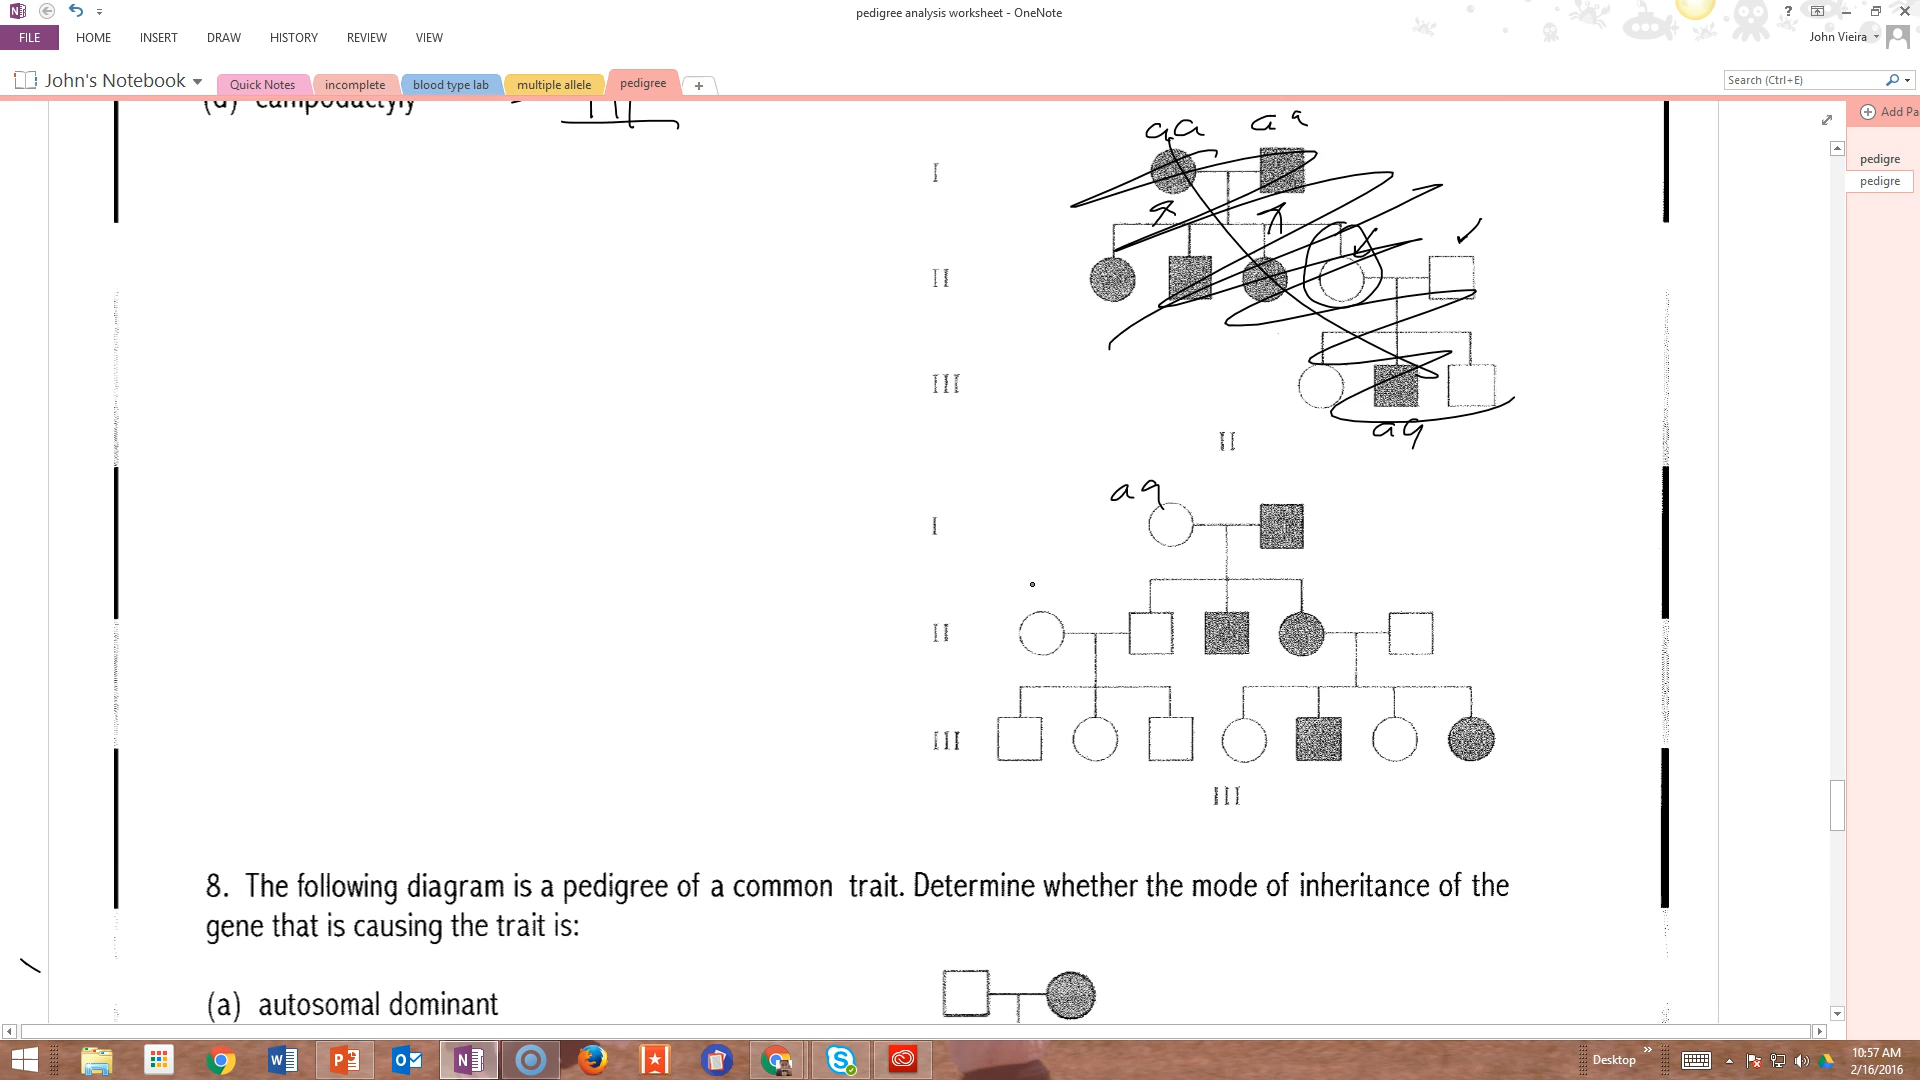 pedigree analysis worksheet - OneNote
FILE HOME INSERT DRAW HISTORY REVIEW VIEW
John Vieira
John's Notebook
Quick Notes incomplete blood type lab multiple allele pedigree
Search (Ctrl+E)
Add Pa
pedigre
pedigre
(d) campodactyly
aa aa
I
II
III
aa
II
aa
I
II
III
III
8. The following diagram is a pedigree of a common trait. Determine whether the mode of inheritance of the
gene that is causing the trait is:
(a) autosomal dominant
Desktop
10:57 AM
2/16/2016